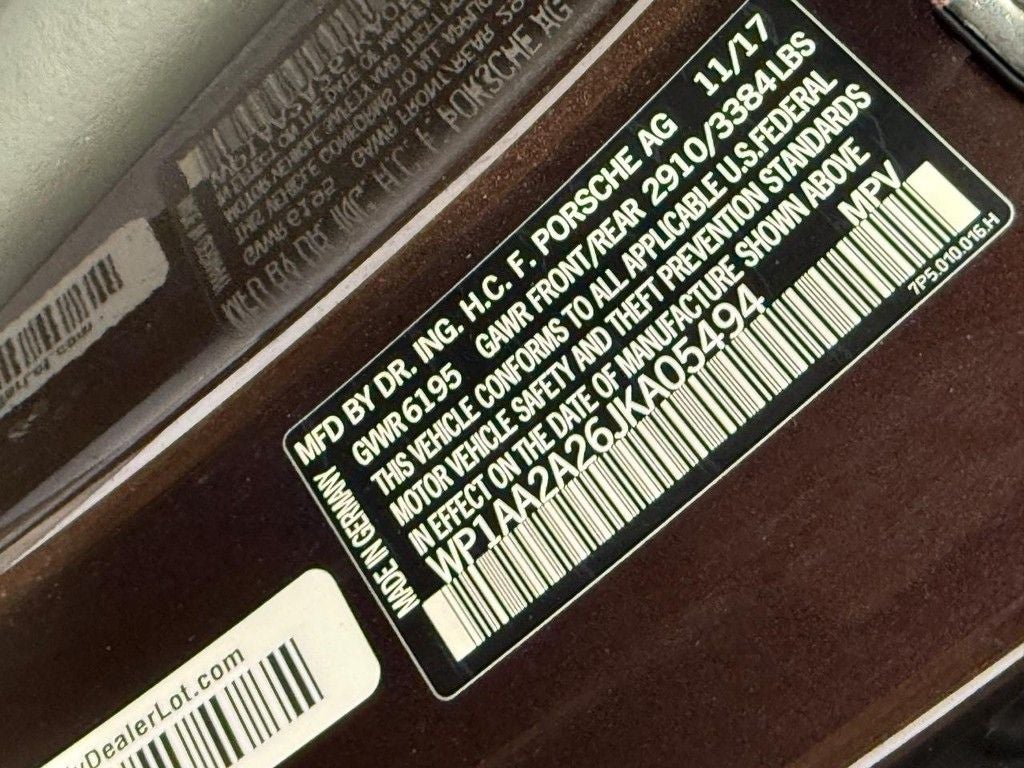 MFD BY DR. ING. H.C. F. PORSCHE AG 11/17
GVWR 6195 GAWR FRONT/REAR 2910/3384LBS
THIS VEHICLE CONFORMS TO ALL APPLICABLE U.S.FEDERAL
MOTOR VEHICLE SAFETY AND THEFT PREVENTION STANDARDS
IN EFFECT ON THE DATE OF MANUFACTURE SHOWN ABOVE
WP1AA2A26JKA05494 MPV
MADE IN GERMANY
7P5.010.016.H
DealerLot.com